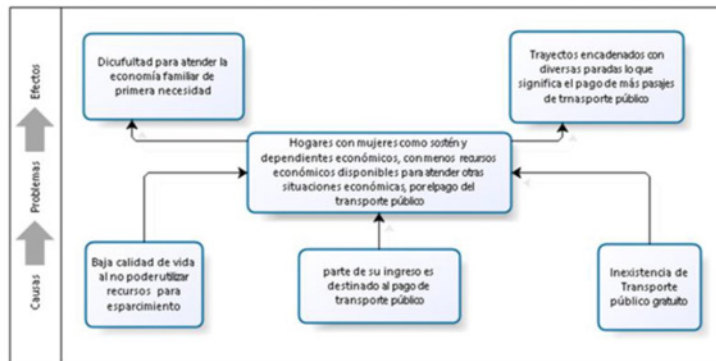 Efectos
Problemas
Causas
Dicufultad para atender la
economía familiar de
primera necesidad
Trayectos encadenados con
diversas paradas lo que
significa el pago de más pasajes
de trnasporte público
Hogares con mujeres como sostén y
dependientes económicos, con menos recursos
económicos disponibles para atender otras
situaciones económicas, por elpago del
transporte público
Baja calidad de vida
al no poder utilizar
recursos para
esparcimiento
parte de su ingreso es
destinado al pago de
transporte público
Inexistencia de
Transporte
público gratuito